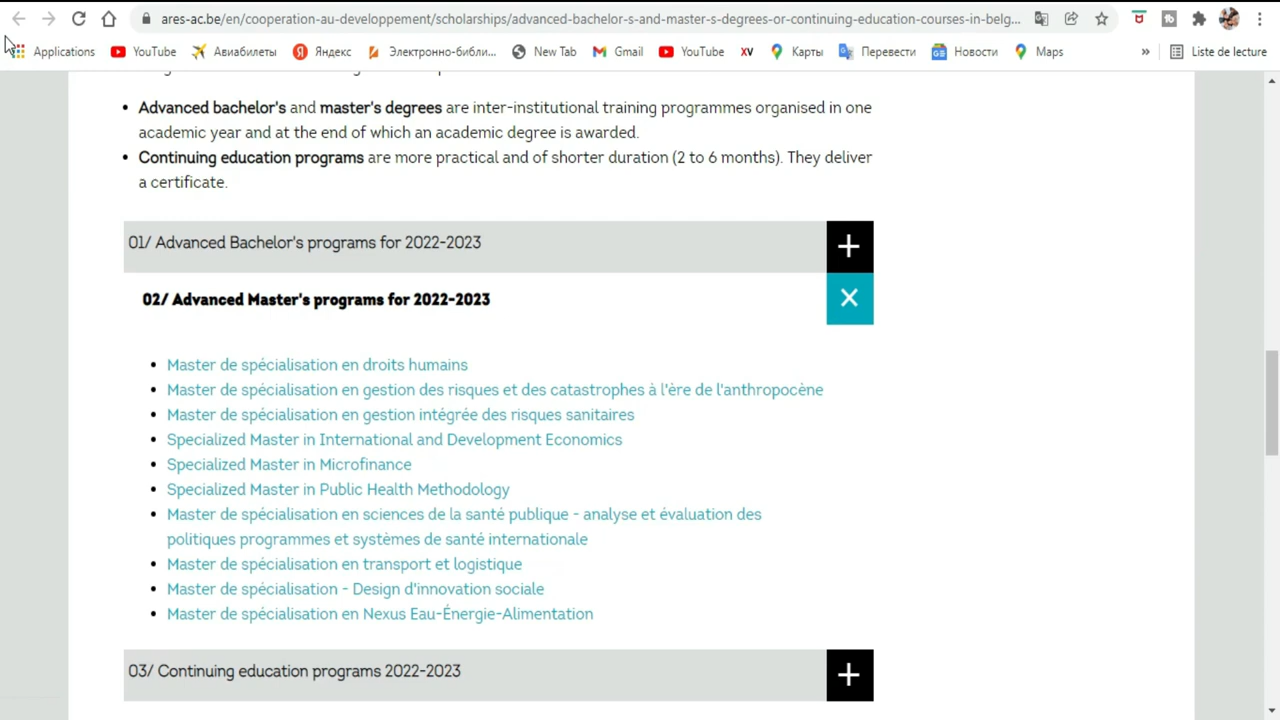 ares-ac.be/en/cooperation-au-developpement/scholarships/advanced-bachelor-s-and-master-s-degrees-or-continuing-education-courses-in-belg...
Applications YouTube Авиабилеты Яндекс Электронно-библи... New Tab Gmail YouTube XV Карты Перевести Новости Maps » Liste de lecture
• Advanced bachelor's and master's degrees are inter-institutional training programmes organised in one
academic year and at the end of which an academic degree is awarded.
• Continuing education programs are more practical and of shorter duration (2 to 6 months). They deliver
a certificate.
01/ Advanced Bachelor's programs for 2022-2023
02/ Advanced Master's programs for 2022-2023
• Master de spécialisation en droits humains
• Master de spécialisation en gestion des risques et des catastrophes à l'ère de l'anthropocène
• Master de spécialisation en gestion intégrée des risques sanitaires
• Specialized Master in International and Development Economics
• Specialized Master in Microfinance
• Specialized Master in Public Health Methodology
• Master de spécialisation en sciences de la santé publique - analyse et évaluation des
politiques programmes et systèmes de santé internationale
• Master de spécialisation en transport et logistique
• Master de spécialisation - Design d'innovation sociale
• Master de spécialisation en Nexus Eau-Énergie-Alimentation
03/ Continuing education programs 2022-2023